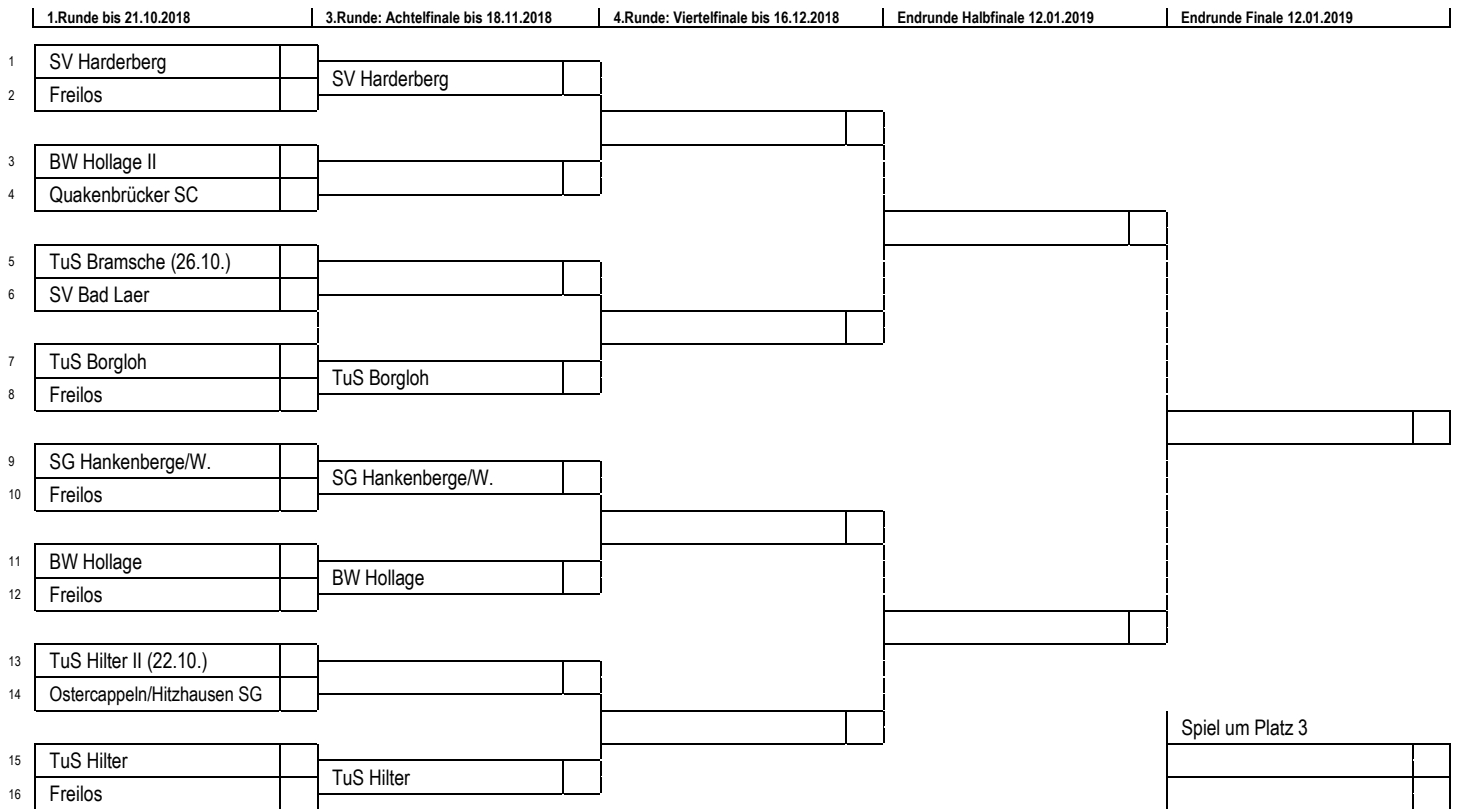 1.Runde bis 21.10.2018 3.Runde: Achtelfinale bis 18.11.2018 4.Runde: Viertelfinale bis 16.12.2018 Endrunde Halbfinale 12.01.2019 Endrunde Finale 12.01.2019
1 SV Harderberg
SV Harderberg
2 Freilos
3 BW Hollage II
4 Quakenbrücker SC
5 TuS Bramsche (26.10.)
6 SV Bad Laer
7 TuS Borgloh
TuS Borgloh
8 Freilos
9 SG Hankenberge/W.
SG Hankenberge/W.
10 Freilos
11 BW Hollage
BW Hollage
12 Freilos
13 TuS Hilter II (22.10.)
14 Ostercappeln/Hitzhausen SG
Spiel um Platz 3
15 TuS Hilter
TuS Hilter
16 Freilos